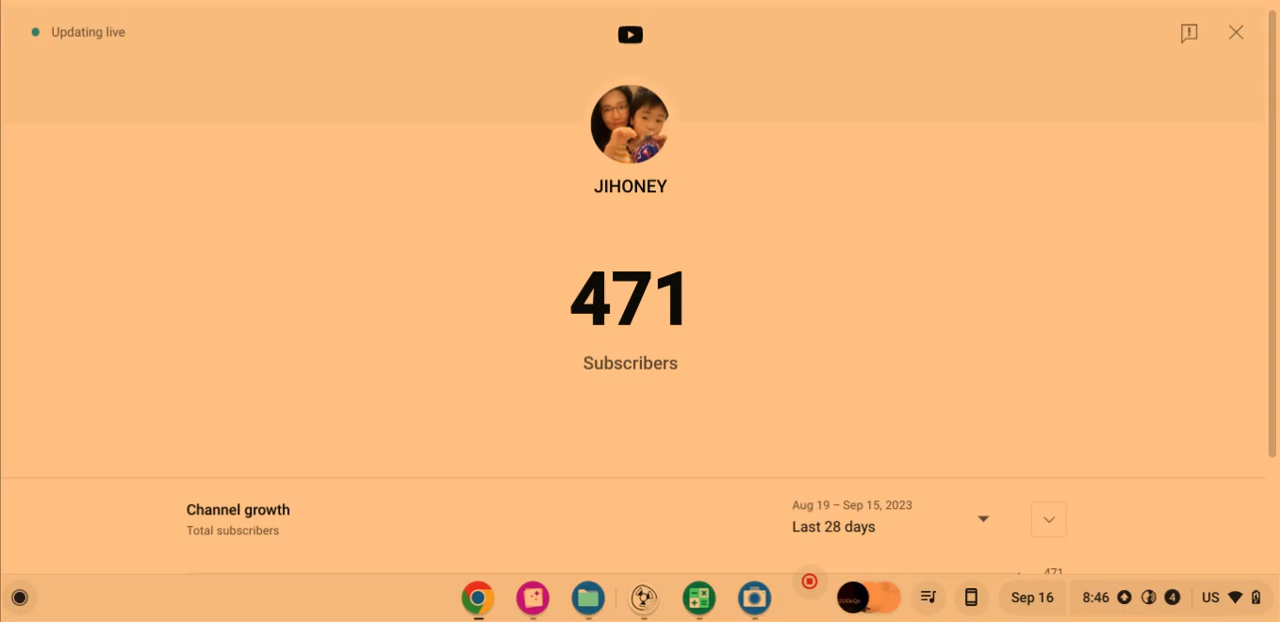 Updating live
JIHONEY
471
Subscribers
Channel growth
Total subscribers
Aug 19 – Sep 15, 2023
Last 28 days
471
Sep 16
8:46
4
US